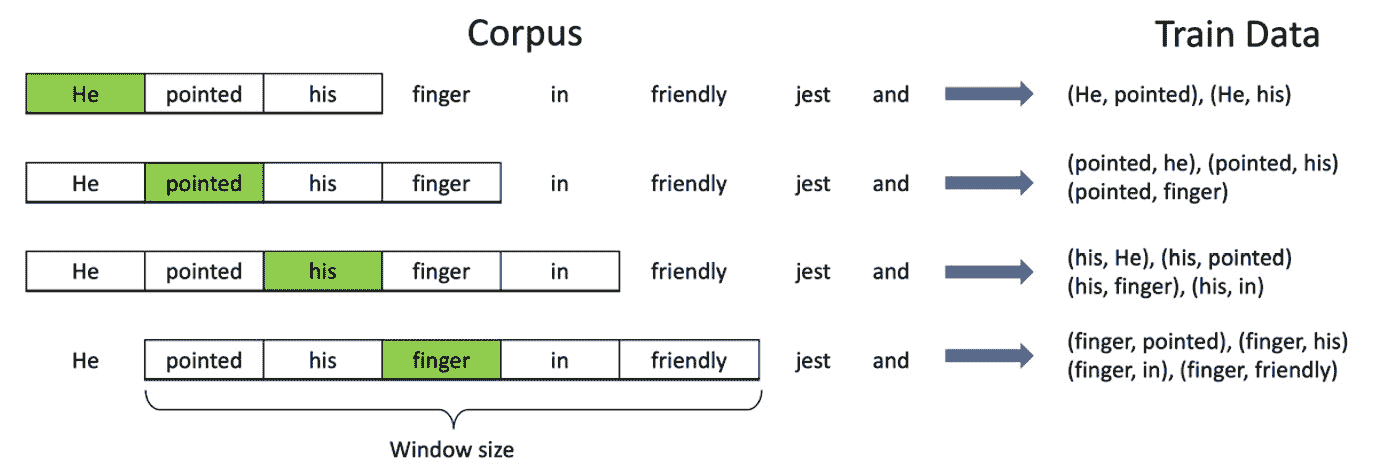 Corpus Train Data
He pointed his finger in friendly jest and (He, pointed), (He, his)
He pointed his finger in friendly jest and (pointed, he), (pointed, his)
(pointed, finger)
He pointed his finger in friendly jest and (his, He), (his, pointed)
(his, finger), (his, in)
He pointed his finger in friendly jest and (finger, pointed), (finger, his)
(finger, in), (finger, friendly)
Window size